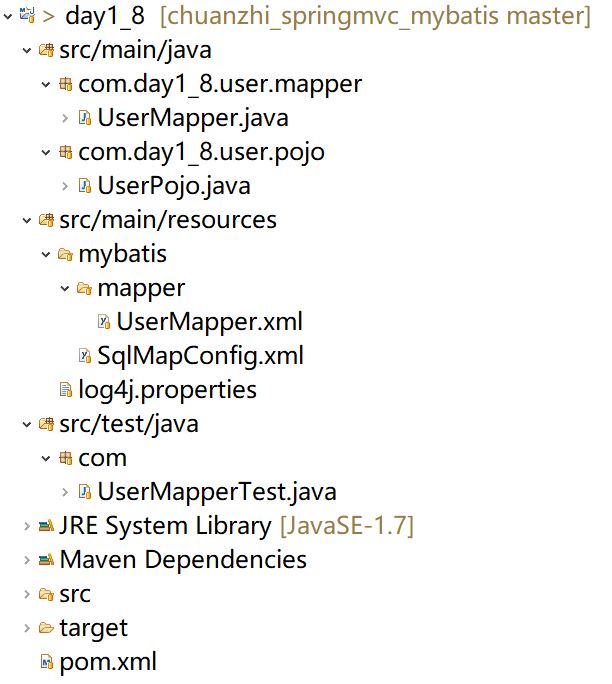 > day1_8 [chuanzhi_springmvc_mybatis master]
src/main/java
com.day1_8.user.mapper
UserMapper.java
com.day1_8.user.pojo
UserPojo.java
src/main/resources
mybatis
mapper
UserMapper.xml
SqlMapConfig.xml
log4j.properties
src/test/java
com
UserMapperTest.java
JRE System Library [JavaSE-1.7]
Maven Dependencies
src
target
pom.xml